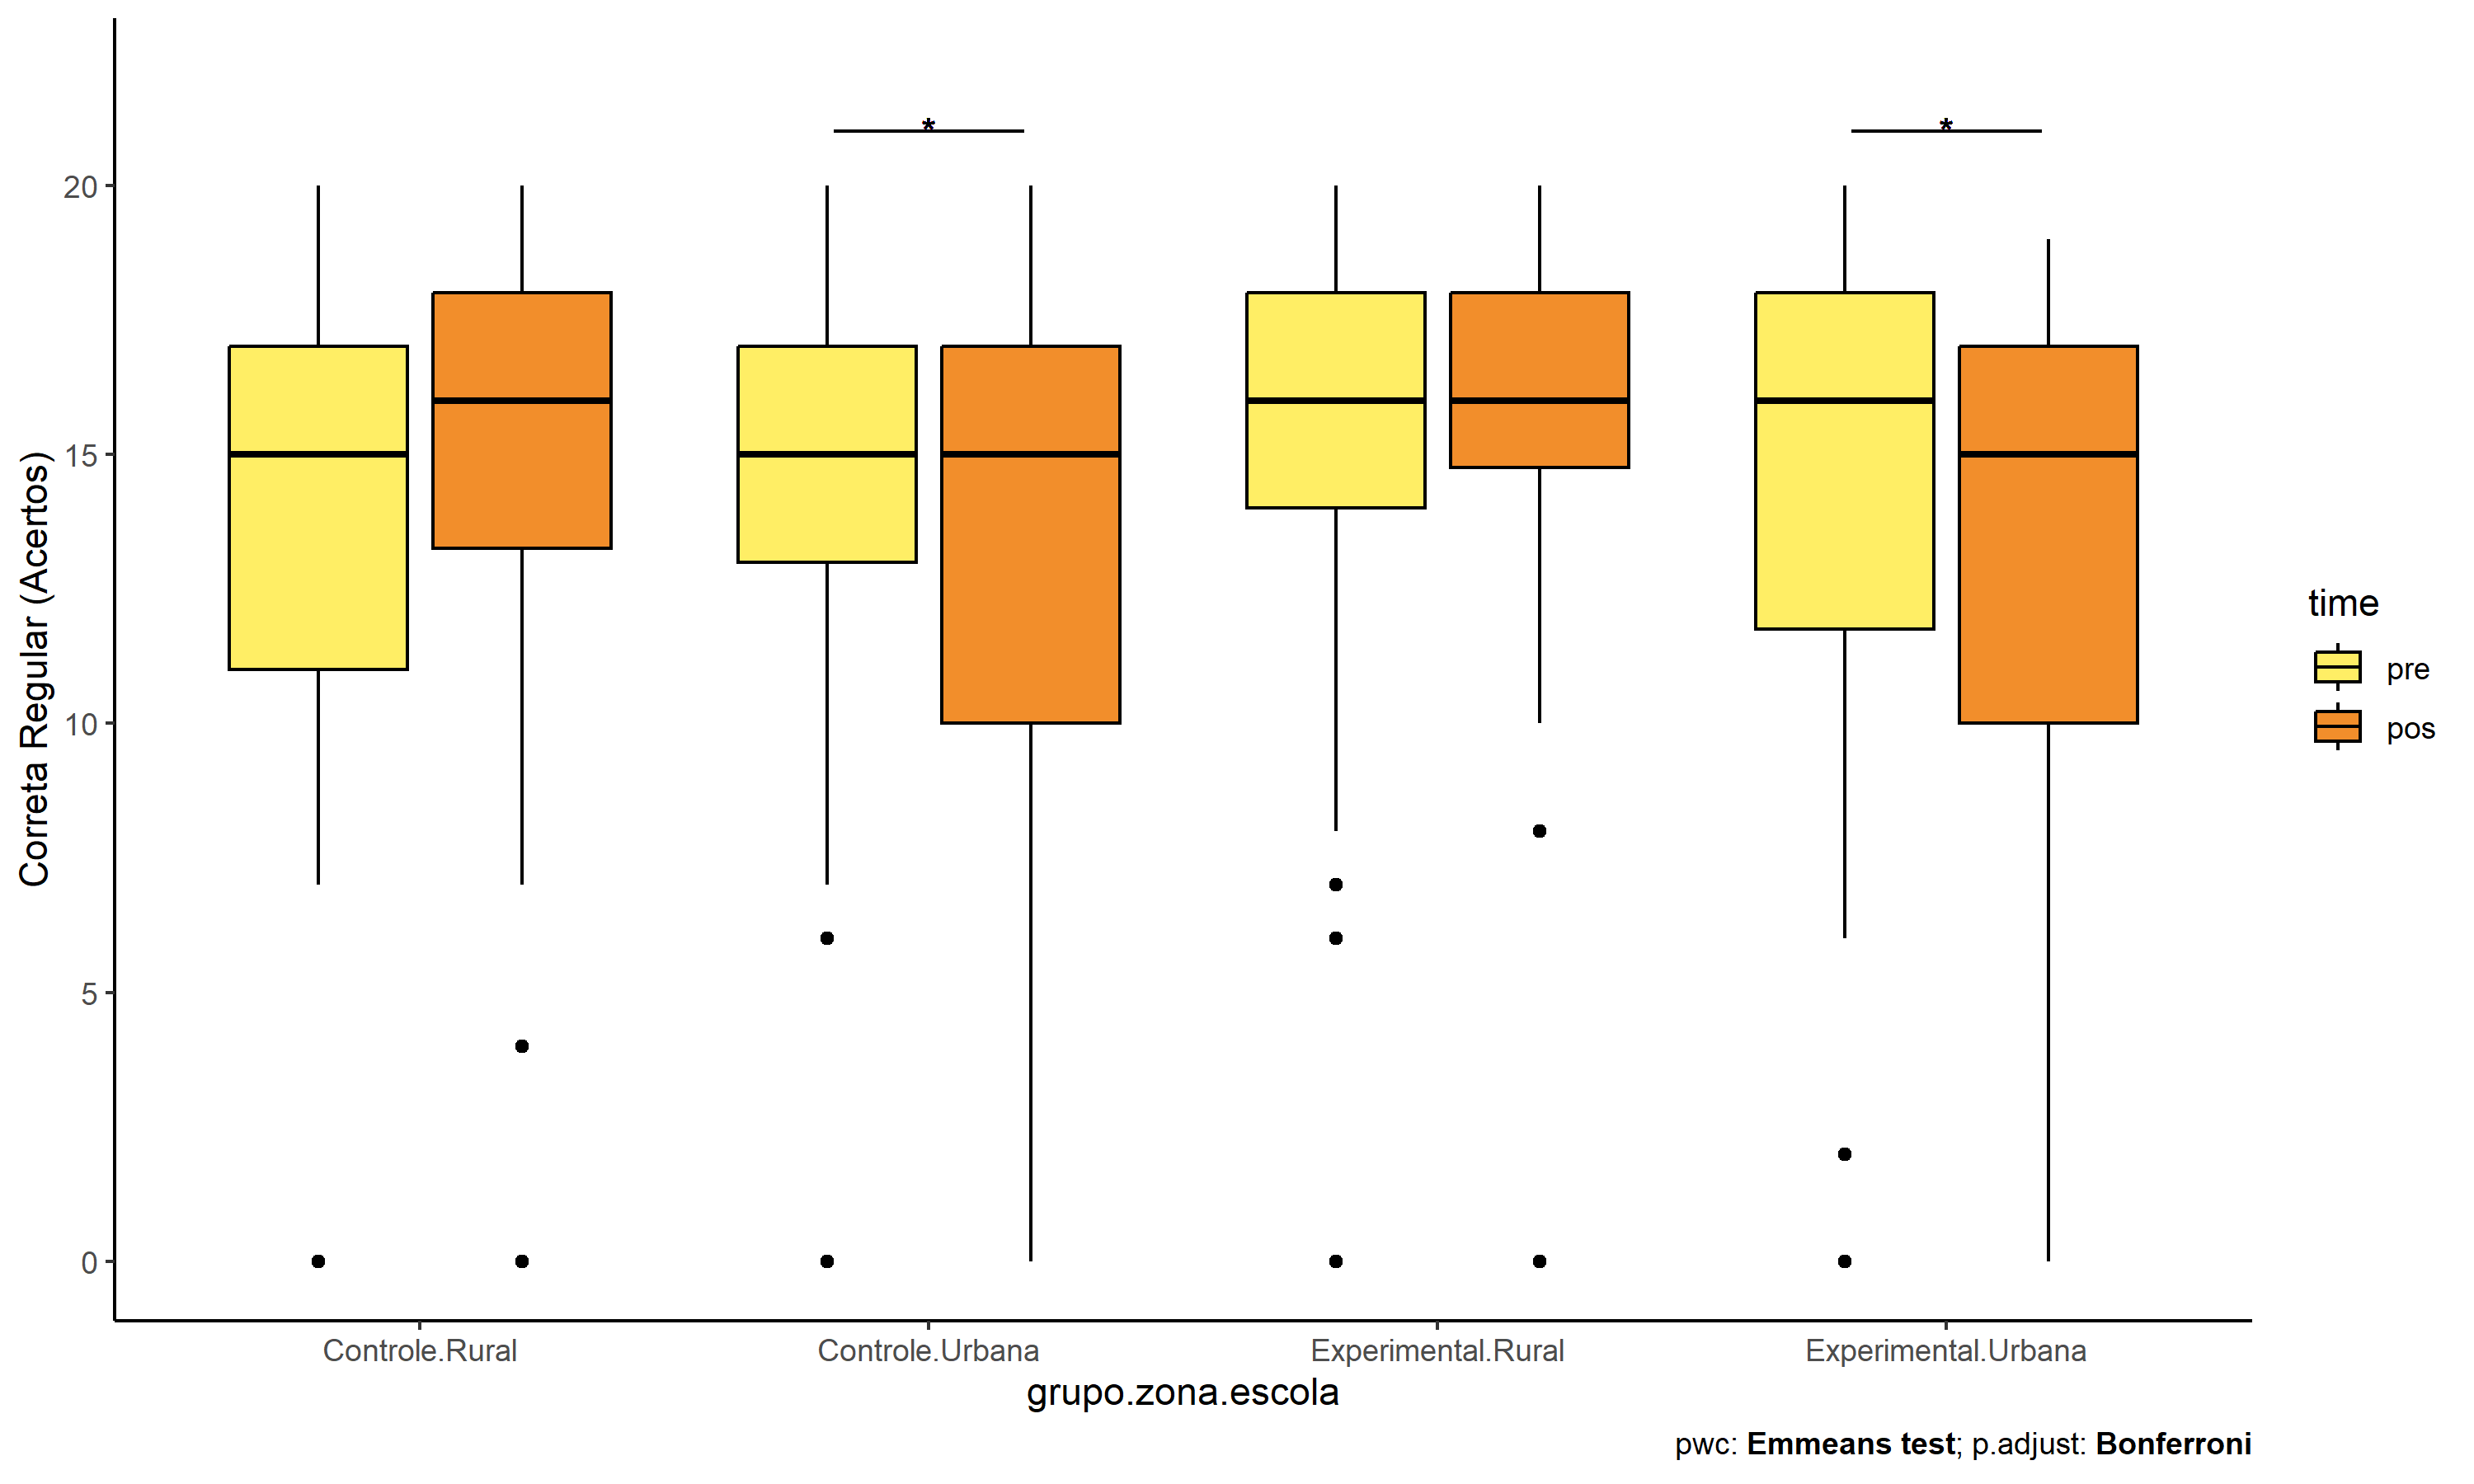 *
*
20
15
10
5
0
Correta Regular (Acertos)
Controle.Rural
Controle.Urbana
Experimental.Rural
Experimental.Urbana
grupo.zona.escola
time
pre
pos
pwc: Emmeans test; p.adjust: Bonferroni